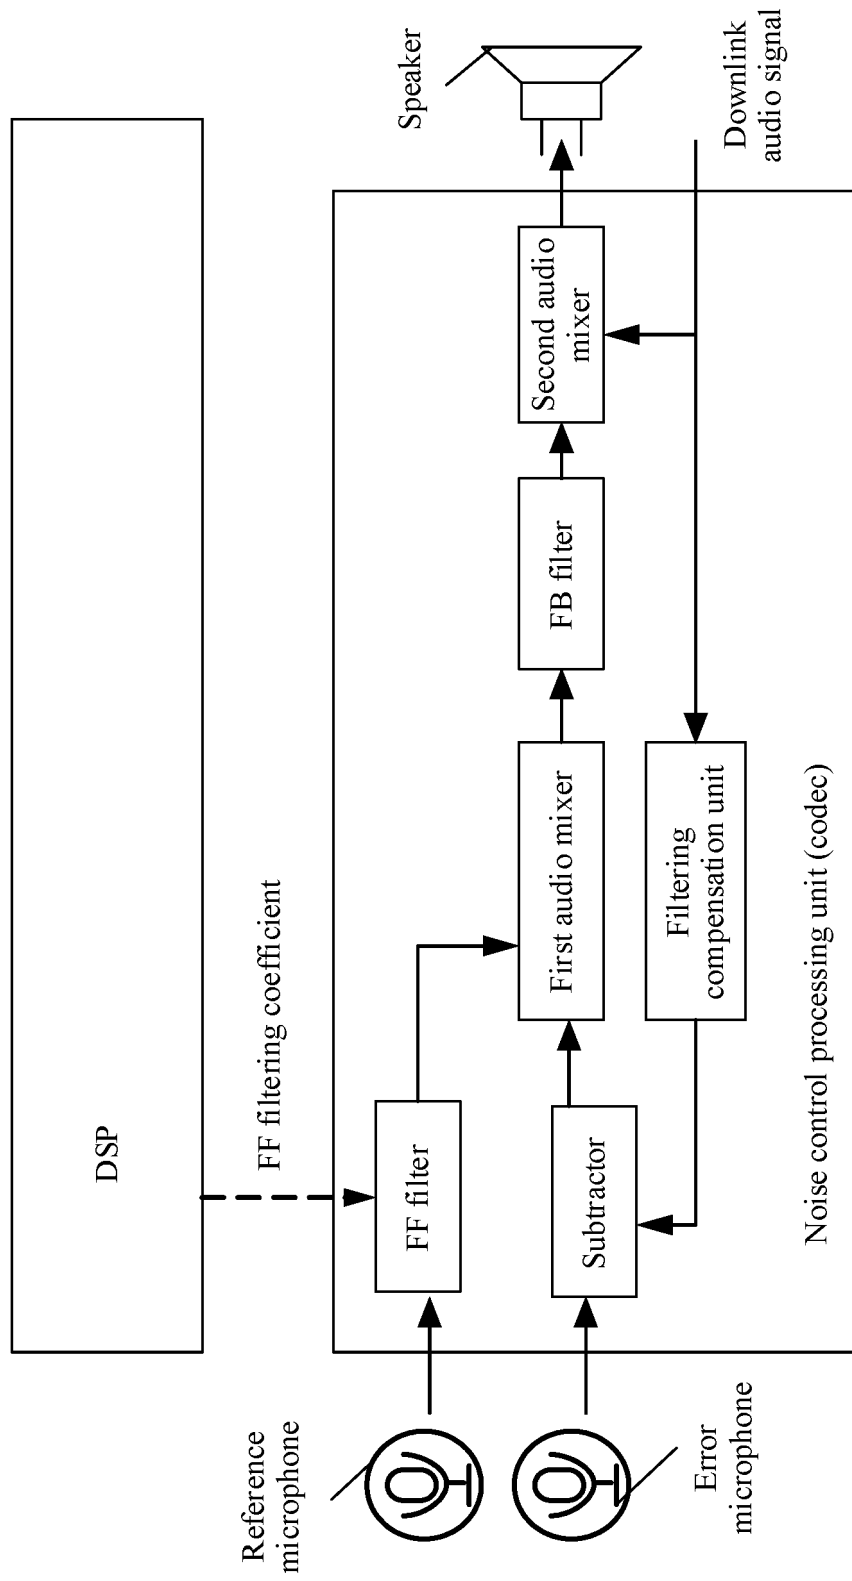 DSP
FF filtering coefficient
Reference
microphone
FF filter
Error
microphone
Subtractor
First audio mixer
Filtering
compensation unit
FB filter
Second audio
mixer
Speaker
Downlink
audio signal
Noise control processing unit (codec)